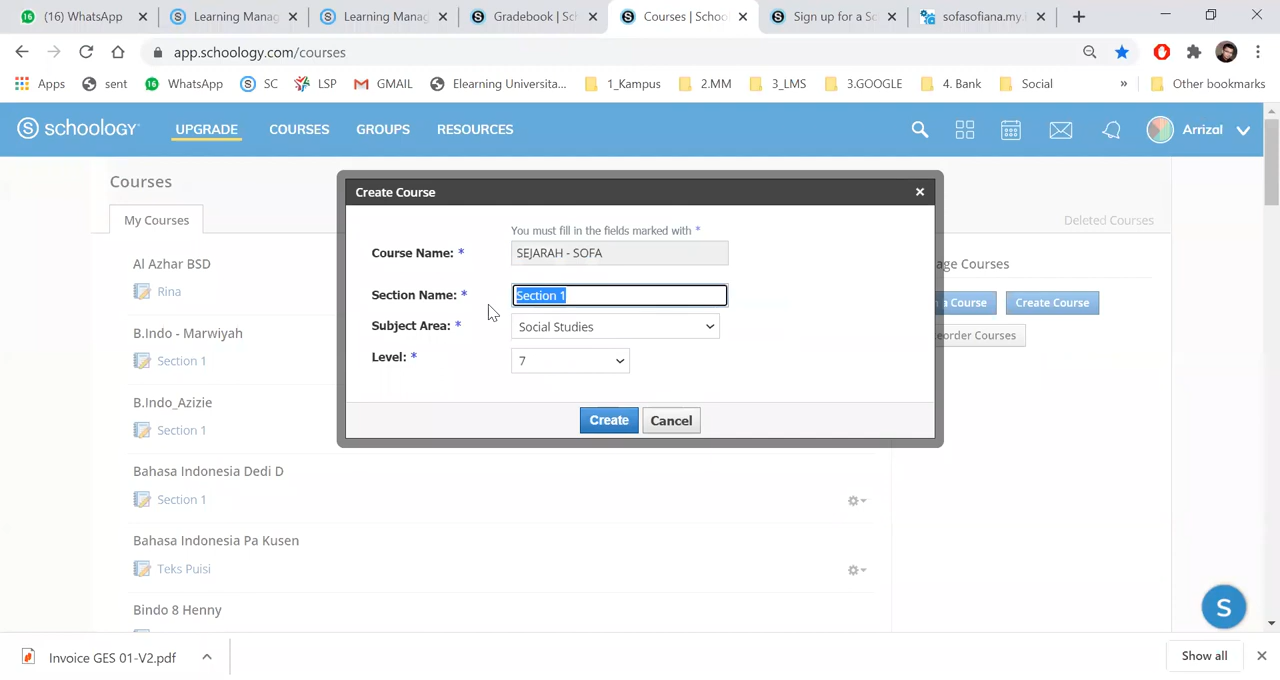 (16) WhatsApp
Learning Manag
Learning Manag
Gradebook | Sch
Courses | Schoo
Sign up for a Sc
sofasofiana.my.
app.schoology.com/courses
Apps sent WhatsApp SC LSP GMAIL Elearning Universita... 1_Kampus 2.MM 3_LMS 3.GOOGLE 4. Bank Social » Other bookmarks
S schoology UPGRADE COURSES GROUPS RESOURCES Arrizal
Courses
My Courses
Deleted Courses
Create Course
You must fill in the fields marked with *
Course Name: * SEJARAH - SOFA
Section Name: * Section 1
Subject Area: * Social Studies
Level: * 7
Create Cancel
Al Azhar BSD
Rina
B.Indo - Marwiyah
Section 1
B.Indo_Azizie
Section 1
Bahasa Indonesia Dedi D
Section 1
Bahasa Indonesia Pa Kusen
Teks Puisi
Bindo 8 Henny
age Courses
a Course Create Course
eorder Courses
S
Invoice GES 01-V2.pdf
Show all